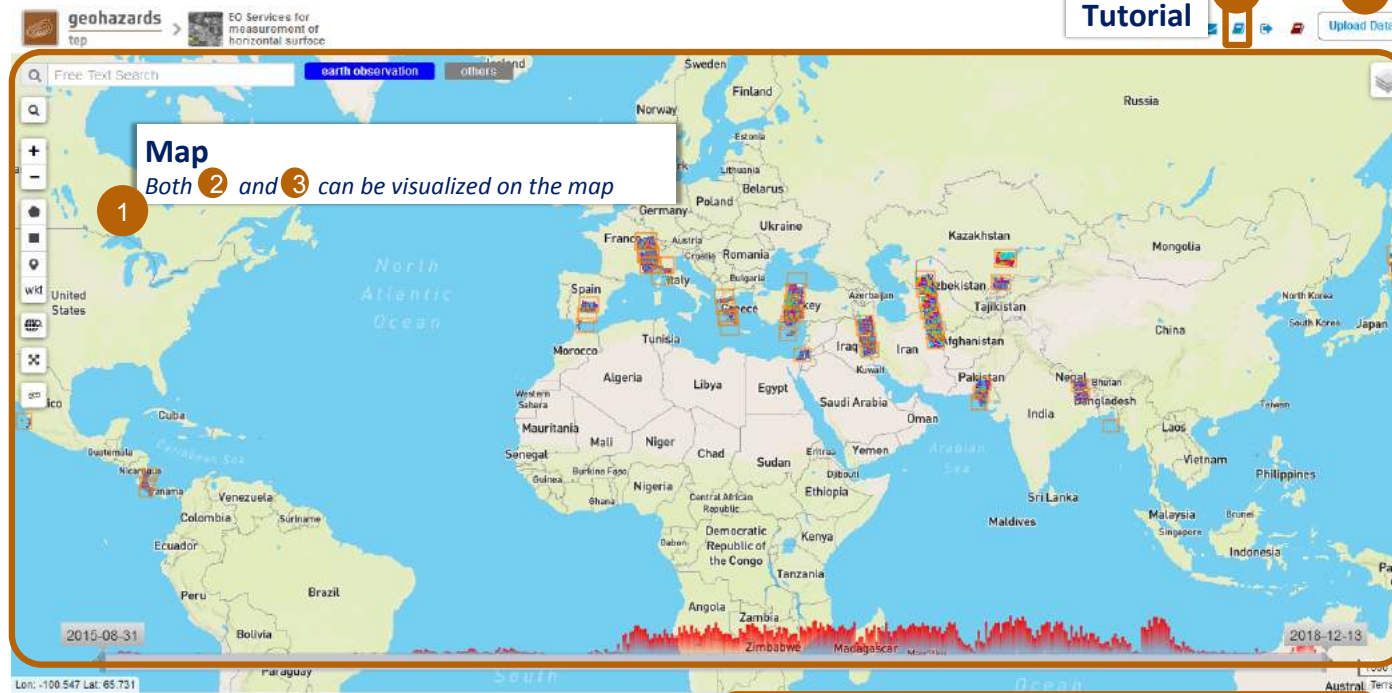 geohazards
top
EO Services for
measurement of
horizontal surface
Tutorial
Upload Data
Free Text Search
earth observation
others
Map
Both 2 and 3 can be visualized on the map
1
wkt
Sweden
Finland
Norway
Russia
Estonia
Lithuania
Belarus
Poland
Germany
Ukraine
France
Austria
Croatia
Romania
Kazakhstan
Mongolia
Italy
Bulgaria
Spain
Greece
Azerbaijan
Tajikistan
North Korea
South Korea
Japan
China
United
States
North
Atlantic
Ocean
Morocco
Tunisia
Iraq
Iran
Afghanistan
Kuwait
Pakistan
Nepal
Bhutan
Bangladesh
Algeria
Libya
Egypt
Western
Sahara
Saudi Arabia
Oman
India
Taiwan
Laos
Cuba
Caribbean Sea
Mauritania
Mali
Niger
Chad
Sudan
Eritrea
Yemen
Arabian
Sea
Vietnam
Philippines
Guatemala
Nicaragua
Panama
Senegal
Guinea
Burkina Faso
Ghana
Nigeria
Central African
Republic
Djibouti
Ethiopia
Sri Lanka
Maldives
Malaysia
Brunei
Singapore
Indonesia
Venezuela
Colombia
Suriname
Ecuador
Gabon
Democratic
Republic of
the Congo
Kenya
Tanzania
Peru
Brazil
Angola
Zambia
Zimbabwe
Madagascar
Bolivia
Paraguay
2015-08-31
2018-12-13
South
Ocean
Lon: -100.547 Lat: 65.731